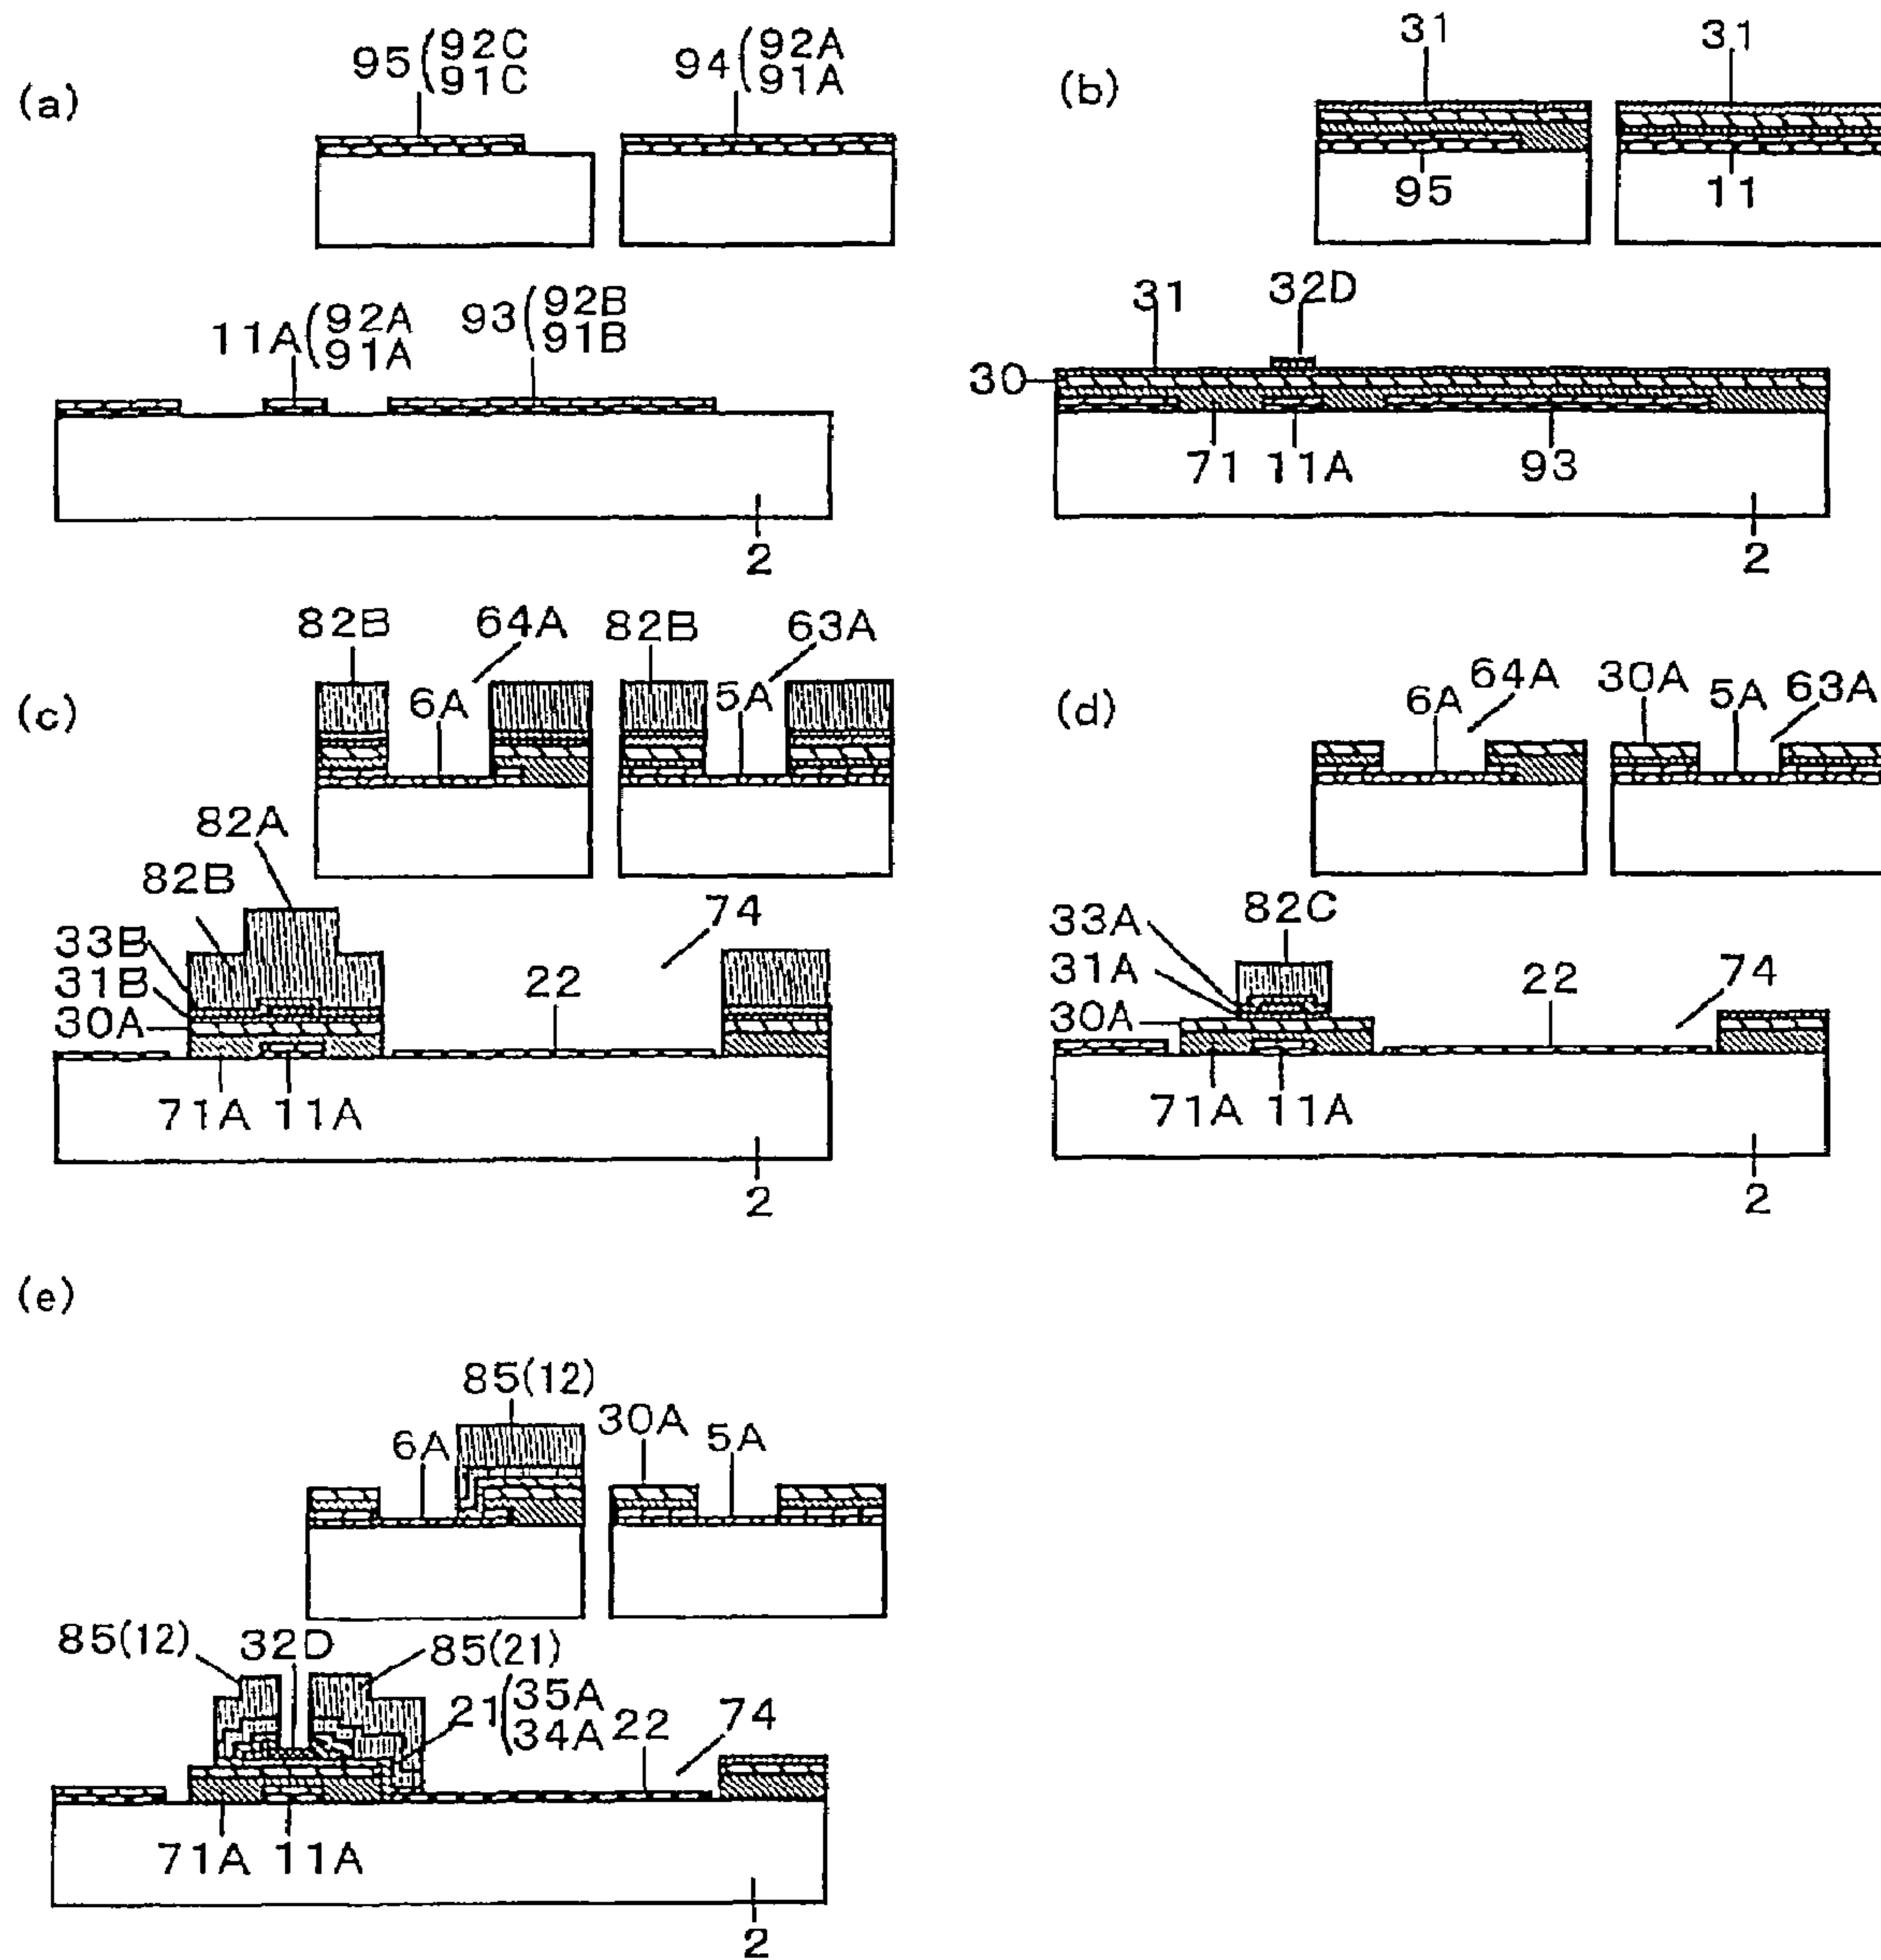 (a)
95(92C
91C
94(92A
91A
11A(92A
91A
93(92B
91B
2
(b)
31
31
95
11
31
32D
30
71
11A
93
2
(c)
82B
64A
82B
63A
6A
5A
82A
82B
33B
31B
30A
74
22
71A
11A
2
(d)
6A
64A
30A
5A
63A
33A
31A
30A
82C
22
74
71A
11A
2
(e)
85(12)
6A
30A
5A
85(12)
32D
85(21)
21(35A
34A
22
74
71A
11A
2